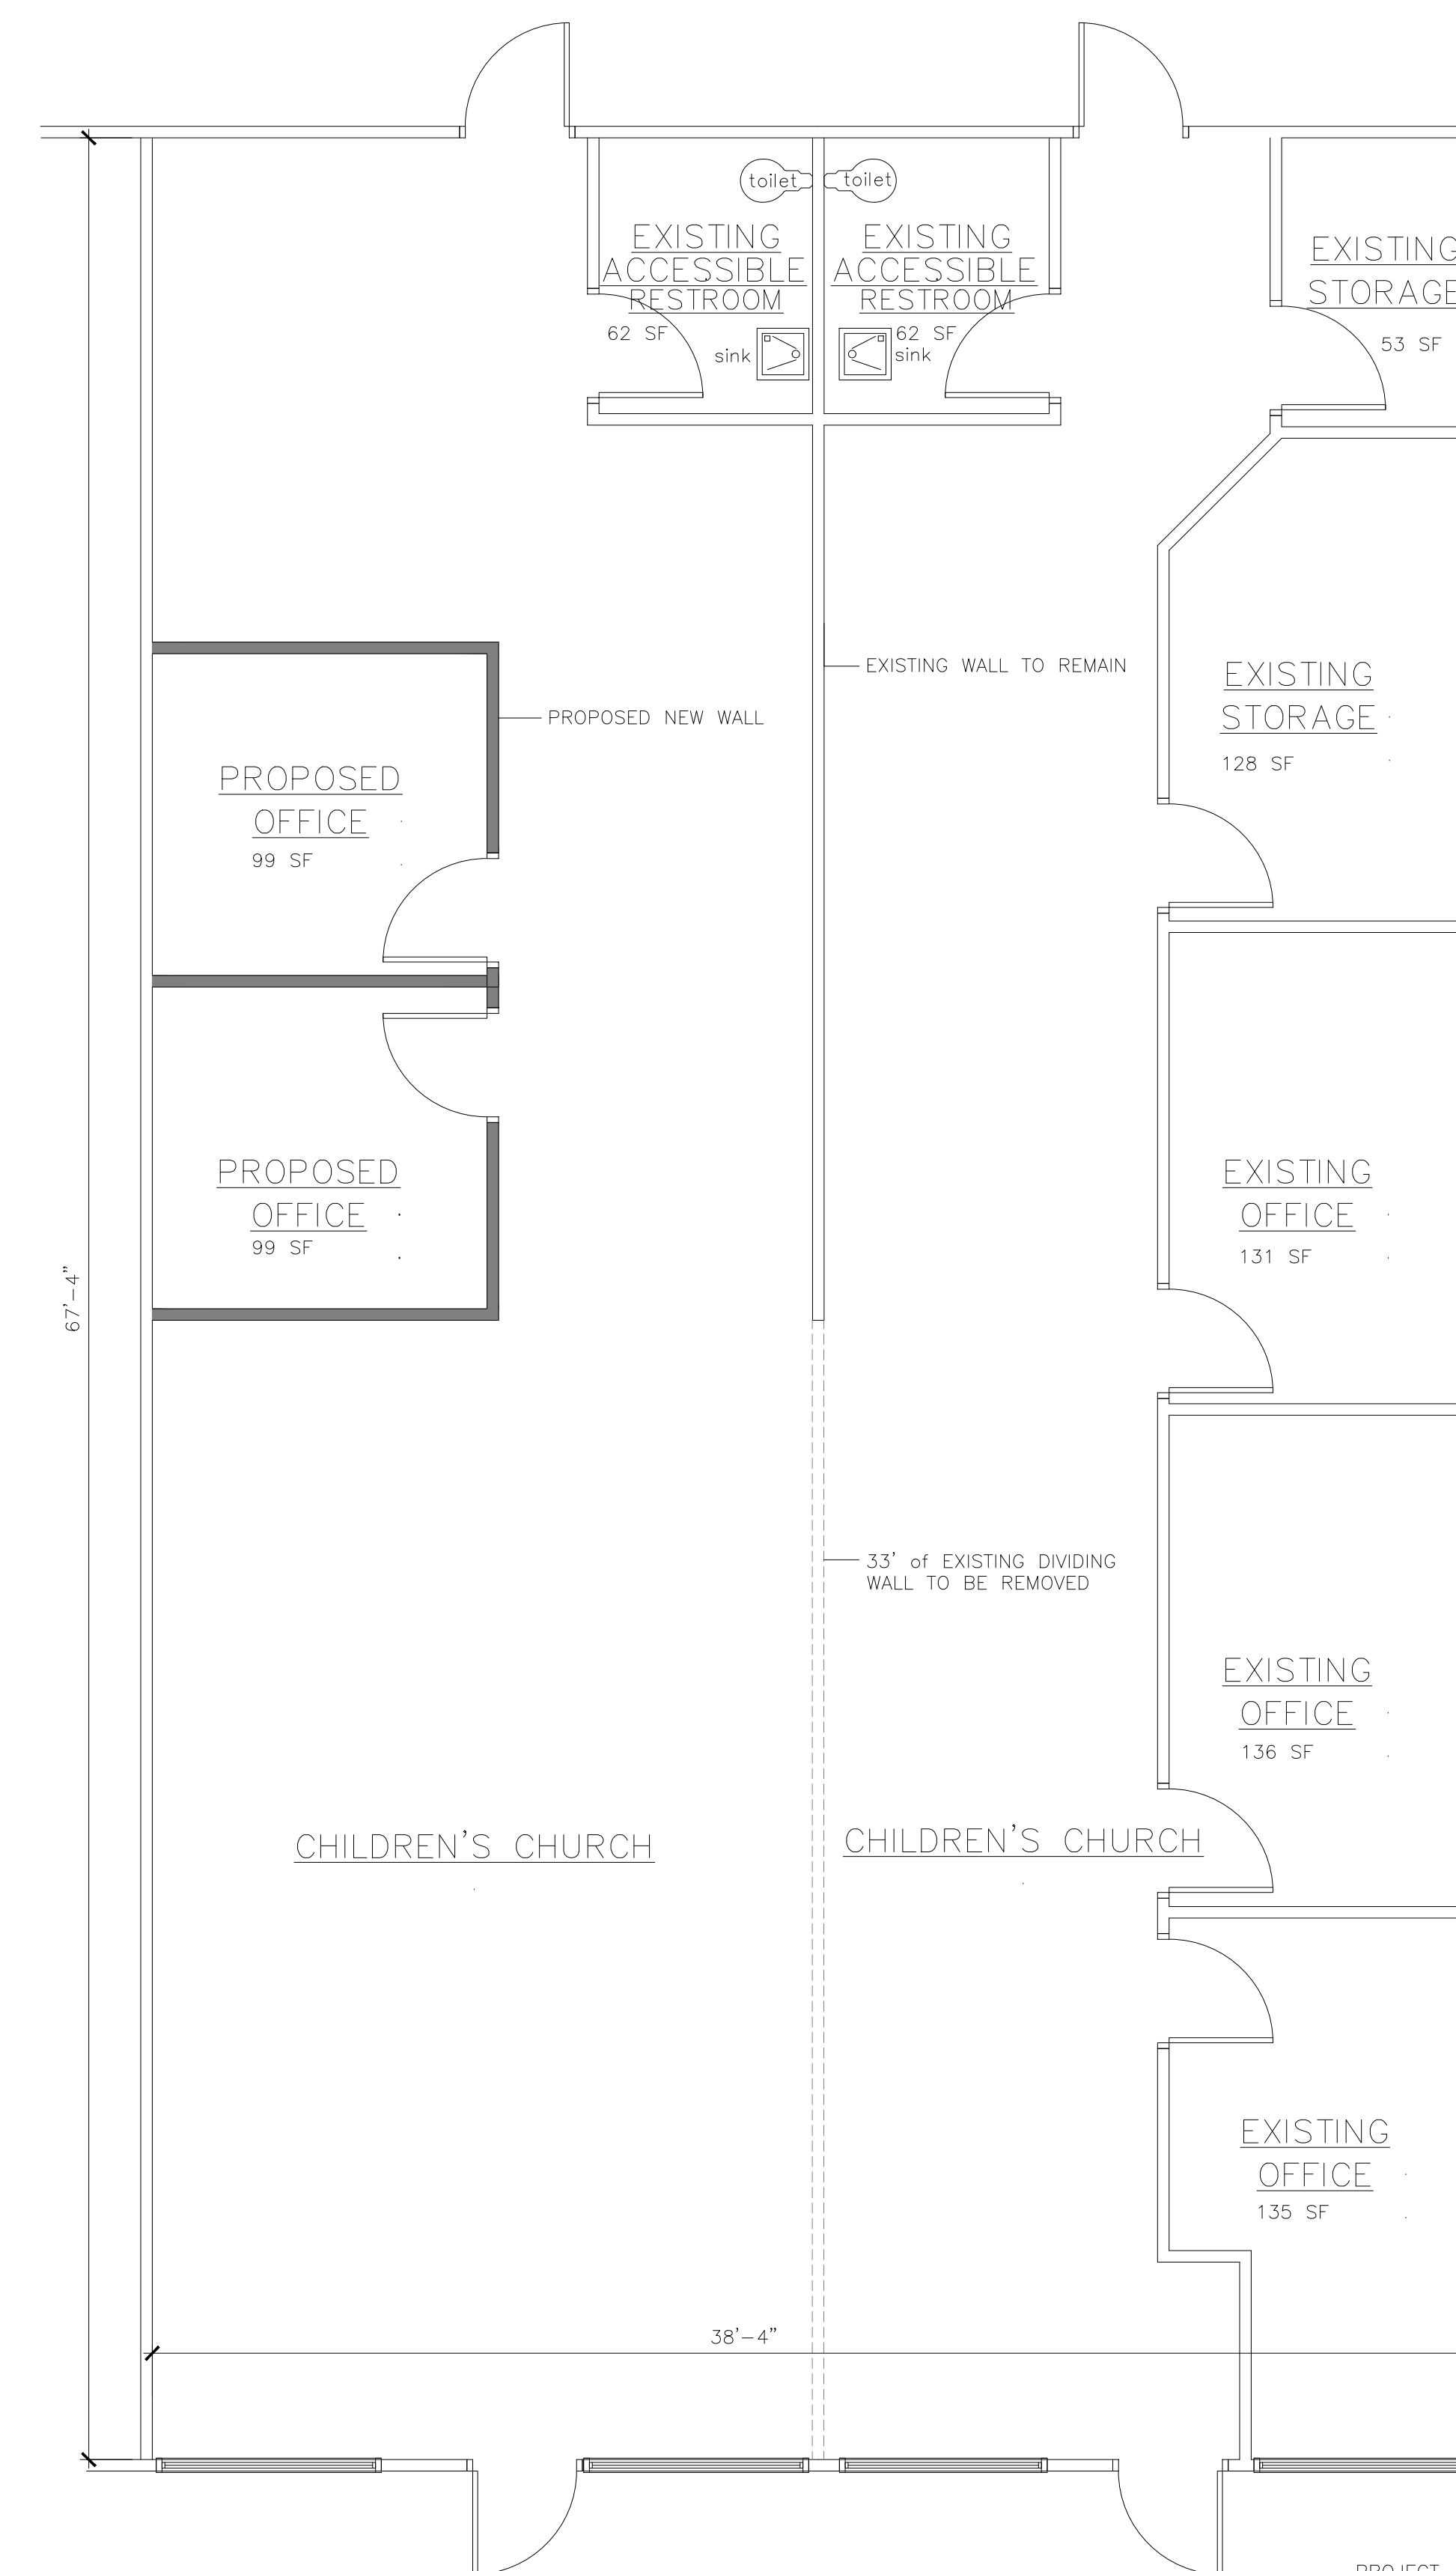 toilet
toilet
EXISTING
ACCESSIBLE
RESTROOM
62 SF
sink
EXISTING
ACCESSIBLE
RESTROOM
62 SF
sink
EXISTING
STORAGE
53 SF
EXISTING WALL TO REMAIN
PROPOSED NEW WALL
EXISTING
STORAGE
128 SF
PROPOSED
OFFICE
99 SF
PROPOSED
OFFICE
99 SF
EXISTING
OFFICE
131 SF
67'-4"
33' of EXISTING DIVIDING
WALL TO BE REMOVED
EXISTING
OFFICE
136 SF
CHILDREN'S CHURCH
CHILDREN'S CHURCH
EXISTING
OFFICE
135 SF
38'-4"
PROJECT